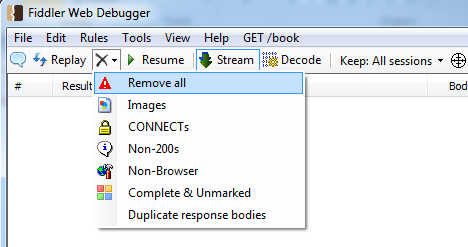 Fiddler Web Debugger
File Edit Rules Tools View Help GET /book
Replay Resume Stream Decode Keep: All sessions
# Result Bod
Remove all
Images
CONNECTs
Non-200s
Non-Browser
Complete & Unmarked
Duplicate response bodies